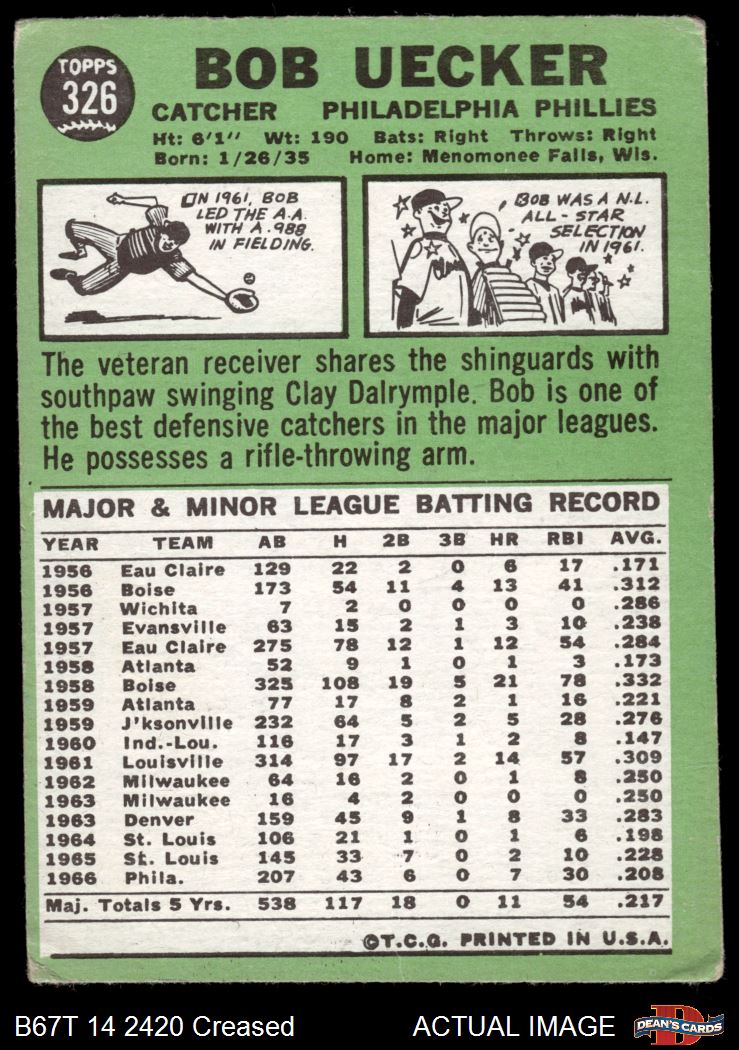 TOPPS
326
BOB UECKER
CATCHER PHILADELPHIA PHILLIES
Ht: 6'1" Wt: 190 Bats: Right Throws: Right
Born: 1/26/35 Home: Menomonee Falls, Wis.
IN 1961, BOB
LED THE A.A.
WITH A .988
IN FIELDING.
BOB WAS A N.L.
ALL-STAR
SELECTION
IN 1961.
The veteran receiver shares the shinguards with
southpaw swinging Clay Dalrymple. Bob is one of
the best defensive catchers in the major leagues.
He possesses a rifle-throwing arm.
MAJOR & MINOR LEAGUE BATTING RECORD
YEAR TEAM AB H 2B 3B HR RBI AVG.
1956 Eau Claire 129 22 2 0 6 17 .171
1956 Boise 173 54 11 4 13 41 .312
1957 Wichita 7 2 0 0 0 0 .286
1957 Evansville 63 15 2 1 3 10 .238
1957 Eau Claire 275 78 12 1 12 54 .284
1958 Atlanta 52 9 1 0 1 3 .173
1958 Boise 325 108 19 5 21 78 .332
1959 Atlanta 77 17 8 2 1 16 .221
1959 J'ksonville 232 64 5 2 5 28 .276
1960 Ind.-Lou. 116 17 3 1 2 8 .147
1961 Louisville 314 97 17 2 14 57 .309
1962 Milwaukee 64 16 2 0 1 8 .250
1963 Milwaukee 16 4 2 0 0 0 .250
1963 Denver 159 45 9 1 8 33 .283
1964 St. Louis 106 21 1 0 1 6 .198
1965 St. Louis 145 33 7 0 2 10 .228
1966 Phila. 207 43 6 0 7 30 .208
Maj. Totals 5 Yrs. 538 117 18 0 11 54 .217
©T.C.G. PRINTED IN U.S.A.
B67T 14 2420 Creased ACTUAL IMAGE
DEAN'S CARDS